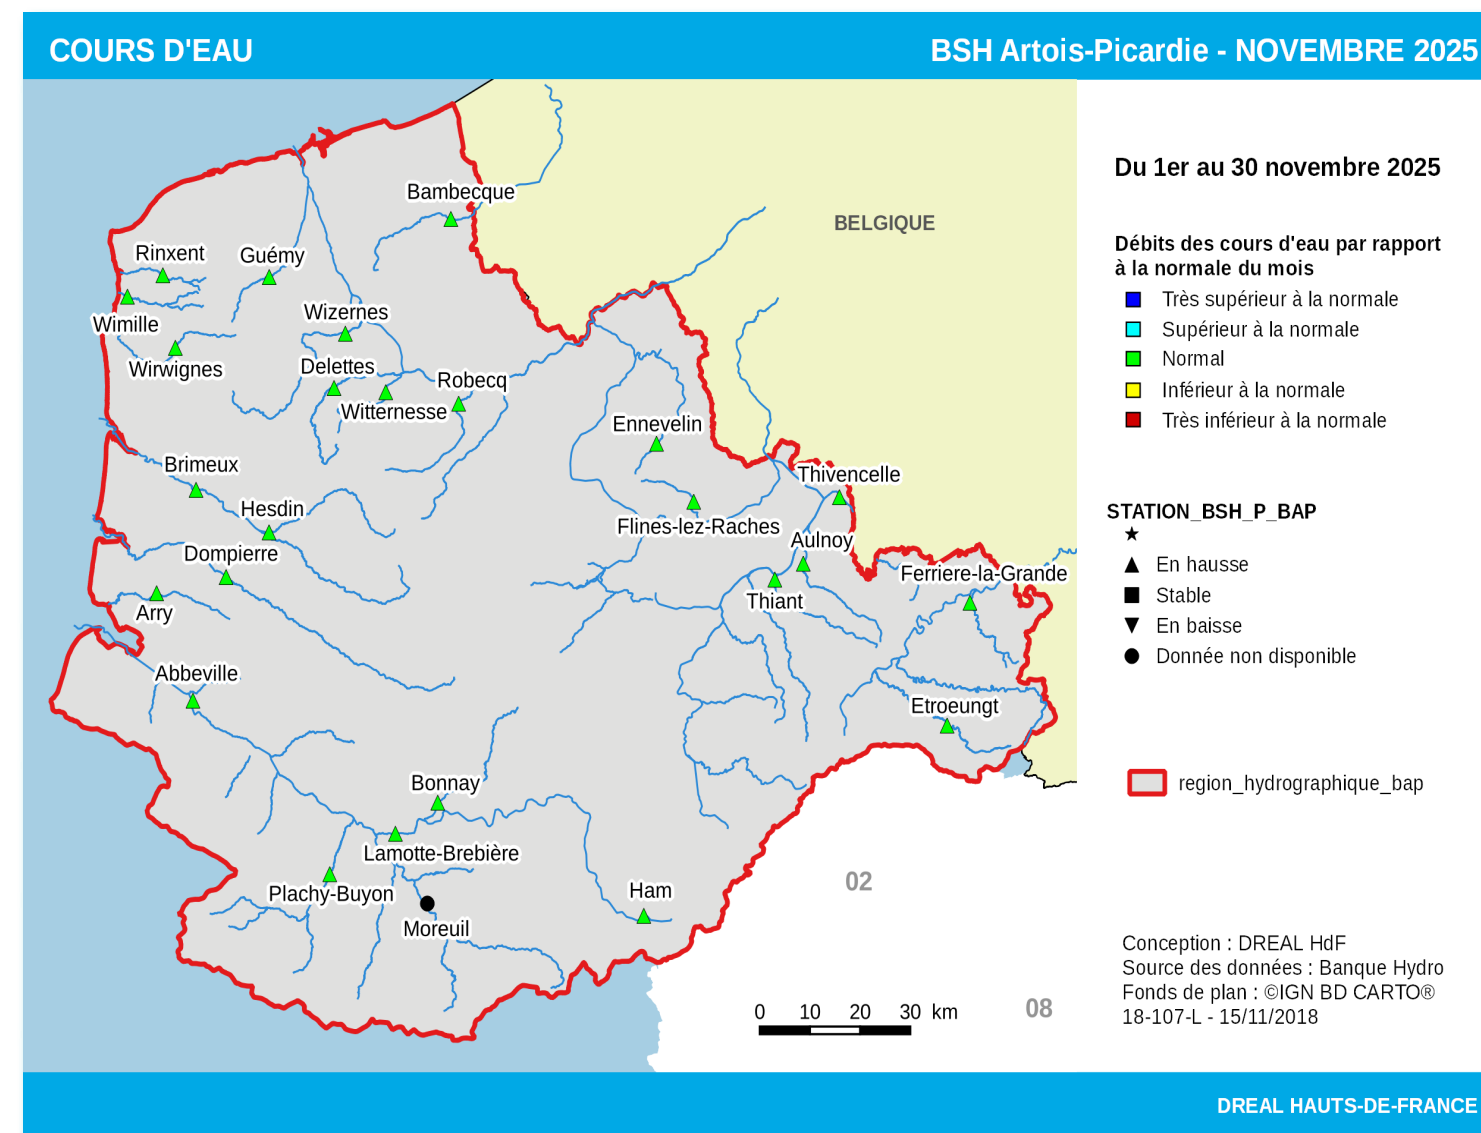 COURS D'EAU
BSH Artois-Picardie - NOVEMBRE 2025
Du 1er au 30 novembre 2025
Débits des cours d'eau par rapport
à la normale du mois
Très supérieur à la normale
Supérieur à la normale
Normal
Inférieur à la normale
Très inférieur à la normale
STATION_BSH_P_BAP
En hausse
Stable
En baisse
Donnée non disponible
region_hydrographique_bap
Conception : DREAL HdF
Source des données : Banque Hydro
Fonds de plan : ©IGN BD CARTO®
18-107-L - 15/11/2018
BELGIQUE
Bambecque
Rinxent
Guémy
Wimille
Wizernes
Wirwignes
Delettes
Robecq
Witternesse
Ennevelin
Brimeux
Thivencelle
Hesdin
Flines-lez-Raches
Aulnoy
Dompierre
Ferriere-la-Grande
Thiant
Arry
Abbeville
Etroeungt
Bonnay
Lamotte-Brebière
Plachy-Buyon
Ham
Moreuil
02
08
0 10 20 30 km
DREAL HAUTS-DE-FRANCE